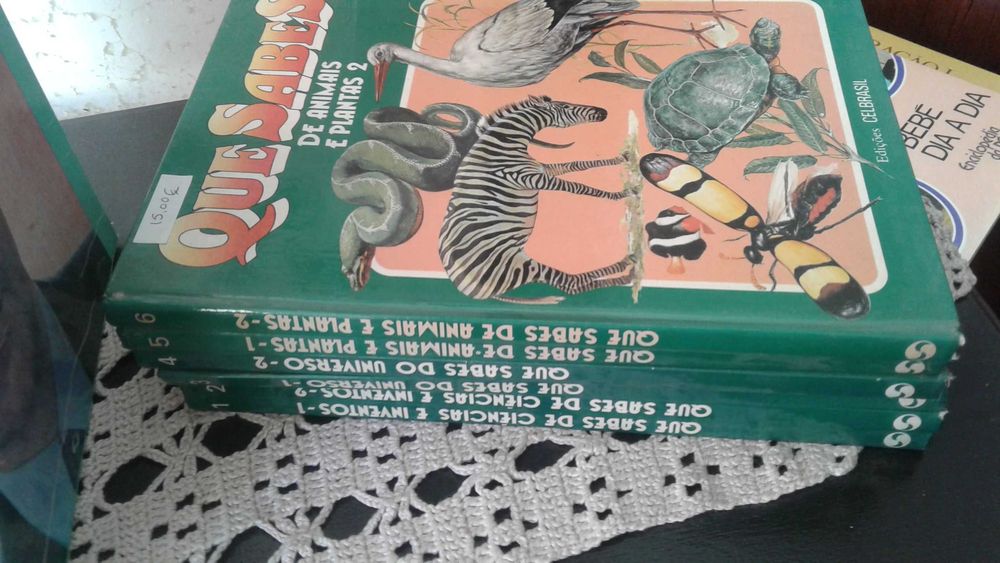 QUE SABES
DE ANIMAIS
E PLANTAS 2
15.00€
Edições CELBRASIL
6 QUE SABES DE ANIMAIS E PLANTAS-2
5 QUE SABES DE ANIMAIS E PLANTAS-1
4 QUE SABES DO UNIVERSO-2
3 QUE SABES DO UNIVERSO-1
2 QUE SABES DE CIÊNCIAS E INVENTOS-2
1 QUE SABES DE CIÊNCIAS E INVENTOS-1
BEBÉ
DIA A DIA